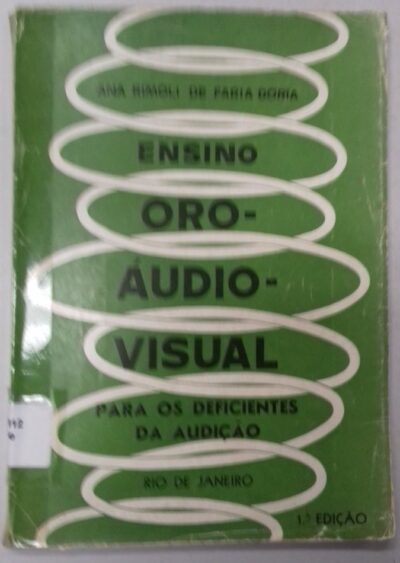 ANA RIMOLI DE FARIA DORIA
ENSINO
ORO-
ÁUDIO-
VISUAL
PARA OS DEFICIENTES
DA AUDIÇÃO
RIO DE JANEIRO
1.ª EDIÇÃO